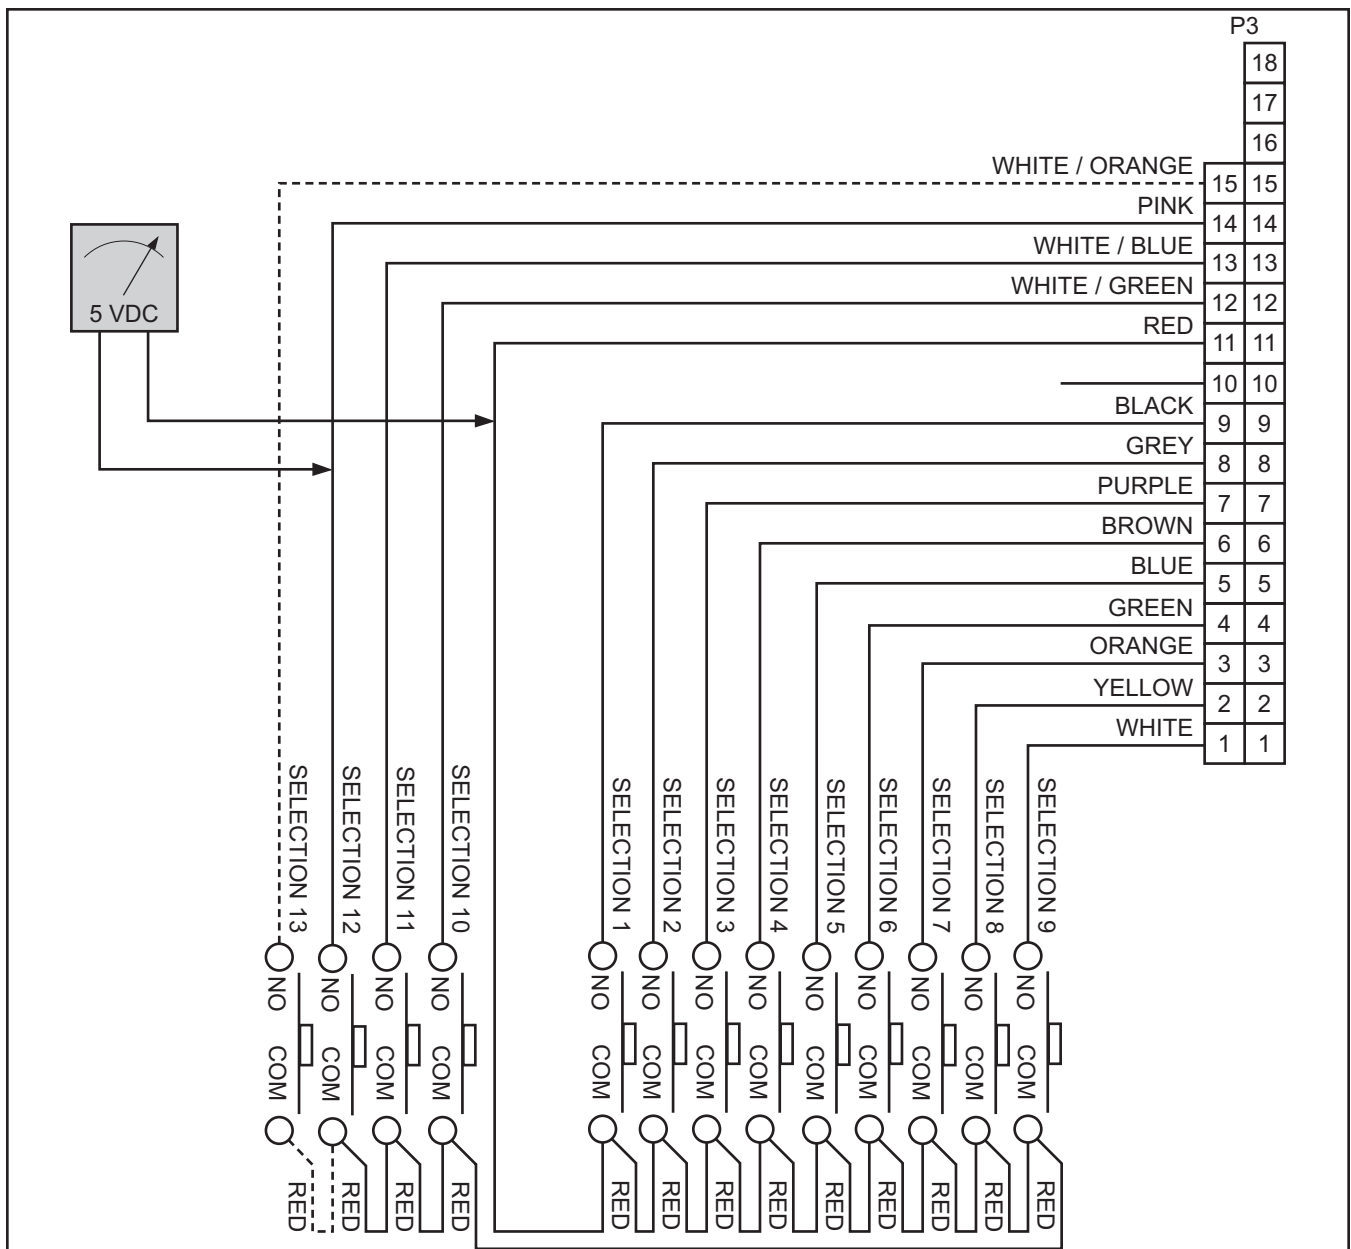 P3
18
17
16
WHITE / ORANGE
15 15
PINK
14 14
WHITE / BLUE
13 13
WHITE / GREEN
12 12
RED
11 11
10 10
BLACK
9 9
GREY
8 8
PURPLE
7 7
BROWN
6 6
BLUE
5 5
GREEN
4 4
ORANGE
3 3
YELLOW
2 2
WHITE
1 1
5 VDC
SELECTION 13
SELECTION 12
SELECTION 11
SELECTION 10
SELECTION 1
SELECTION 2
SELECTION 3
SELECTION 4
SELECTION 5
SELECTION 6
SELECTION 7
SELECTION 8
SELECTION 9
NO COM
NO COM
NO COM
NO COM
NO COM
NO COM
NO COM
NO COM
NO COM
NO COM
NO COM
NO COM
NO COM
RED
RED
RED
RED
RED
RED
RED
RED
RED
RED
RED
RED
RED